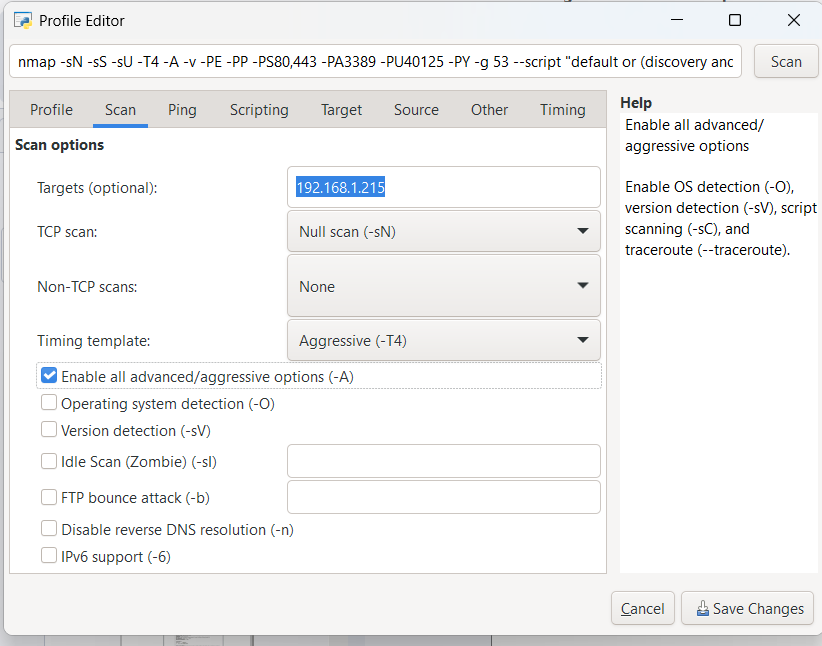 Profile Editor
nmap -sN -sS -sU -T4 -A -v -PE -PP -PS80,443 -PA3389 -PU40125 -PY -g 53 --script "default or (discovery anc
Scan
Profile Scan Ping Scripting Target Source Other Timing
Scan options
Targets (optional): 192.168.1.215
TCP scan: Null scan (-sN)
Non-TCP scans: None
Timing template: Aggressive (-T4)
Enable all advanced/aggressive options (-A)
Operating system detection (-O)
Version detection (-sV)
Idle Scan (Zombie) (-sI)
FTP bounce attack (-b)
Disable reverse DNS resolution (-n)
IPv6 support (-6)
Help
Enable all advanced/
aggressive options
Enable OS detection (-O),
version detection (-sV), script
scanning (-sC), and
traceroute (--traceroute).
Cancel Save Changes